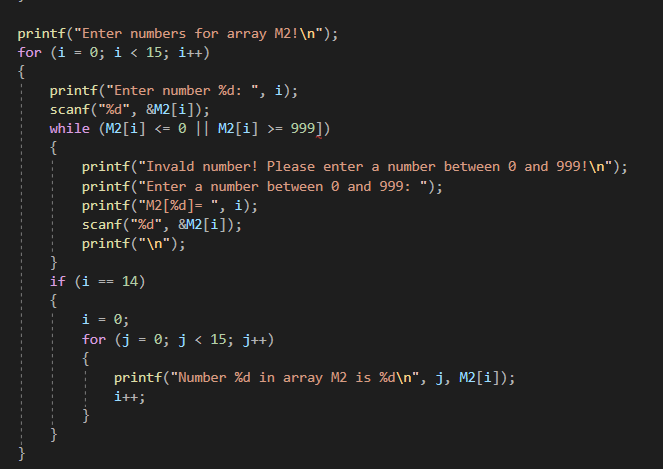 printf("Enter numbers for array M2!\n");
for (i = 0; i < 15; i++)
{
printf("Enter number %d: ", i);
scanf("%d", &M2[i]);
while (M2[i] <= 0 || M2[i] >= 999])
{
printf("Invald number! Please enter a number between 0 and 999!\n");
printf("Enter a number between 0 and 999: ");
printf("M2[%d]= ", i);
scanf("%d", &M2[i]);
printf("\n");
}
if (i == 14)
{
i = 0;
for (j = 0; j < 15; j++)
{
printf("Number %d in array M2 is %d\n", j, M2[i]);
i++;
}
}
}